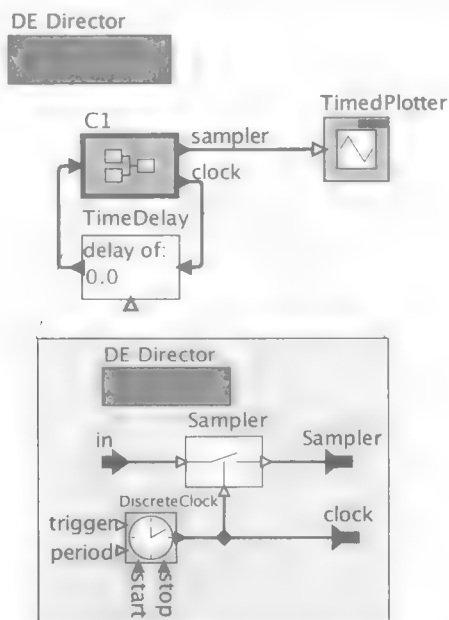 DE Director
TimedPlotter
C1
sampler
clock
TimeDelay
delay of:
0.0
DE Director
Sampler
in
Sampler
DiscreteClock
trigger
clock
period
start
stop